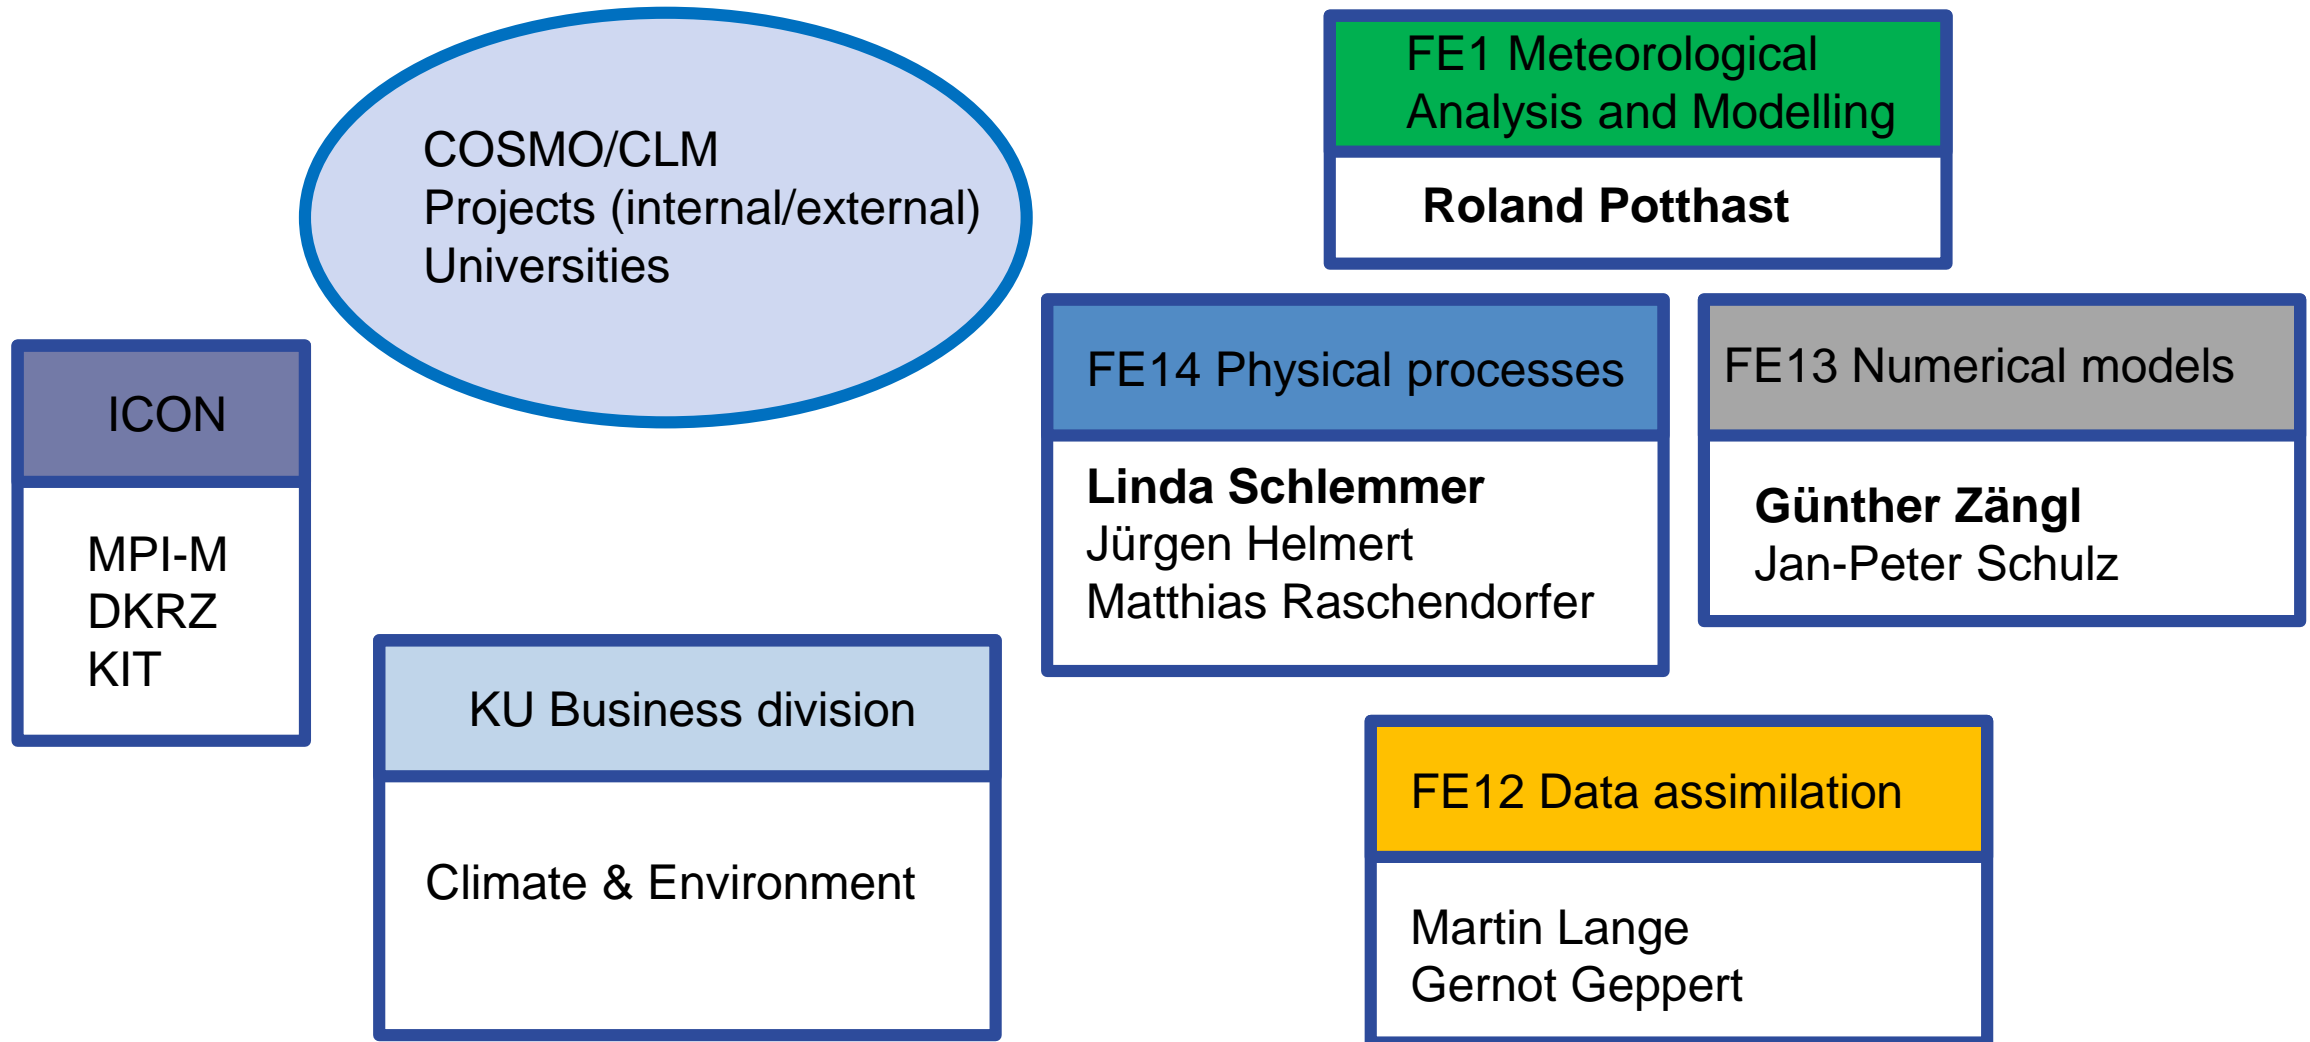 COSMO/CLM
Projects (internal/external)
Universities
FE1 Meteorological
Analysis and Modelling
Roland Potthast
ICON
MPI-M
DKRZ
KIT
FE14 Physical processes
Linda Schlemmer
Jürgen Helmert
Matthias Raschendorfer
FE13 Numerical models
Günther Zängl
Jan-Peter Schulz
KU Business division
Climate & Environment
FE12 Data assimilation
Martin Lange
Gernot Geppert